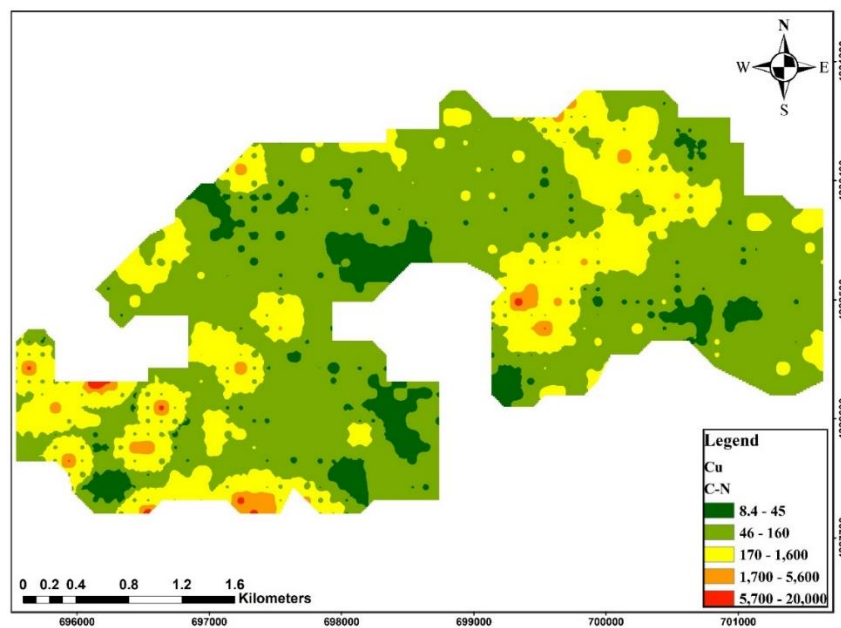 N
W E
S
Legend
Cu
C-N
8.4 - 45
46 - 160
170 - 1,600
1,700 - 5,600
5,700 - 20,000
0 0.2 0.4 0.8 1.2 1.6
Kilometers
696000 697000 698000 699000 700000 701000